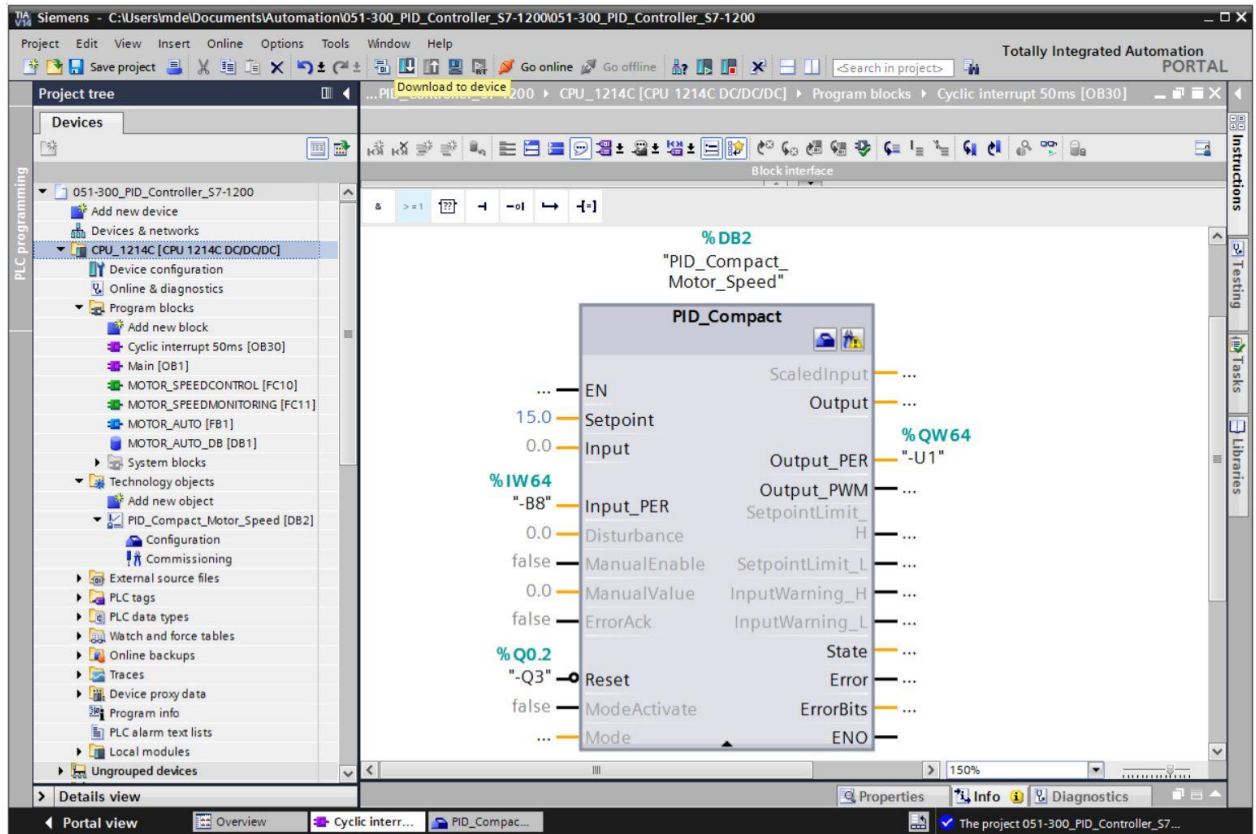 TIA V14 Siemens - C:\Users\mde\Documents\Automation\051-300_PID_Controller_S7-1200\051-300_PID_Controller_S7-1200
Project Edit View Insert Online Options Tools Window Help
Totally Integrated Automation
PORTAL
Save project Go online Go offline <Search in project>
Download to device
Project tree
CPU_1214C [CPU 1214C DC/DC/DC] Program blocks Cyclic interrupt 50ms [OB30]
Devices
Block interface
PLC programming
051-300_PID_Controller_S7-1200
Add new device
Devices & networks
CPU_1214C [CPU 1214C DC/DC/DC]
Device configuration
Online & diagnostics
Program blocks
Add new block
Cyclic interrupt 50ms [OB30]
Main [OB1]
MOTOR_SPEEDCONTROL [FC10]
MOTOR_SPEEDMONITORING [FC11]
MOTOR_AUTO [FB1]
MOTOR_AUTO_DB [DB1]
System blocks
Technology objects
Add new object
PID_Compact_Motor_Speed [DB2]
Configuration
Commissioning
External source files
PLC tags
PLC data types
Watch and force tables
Online backups
Traces
Device proxy data
Program info
PLC alarm text lists
Local modules
Ungrouped devices
Details view
& >=1 ?? -| -o| -[=]
%DB2
"PID_Compact_
Motor_Speed"
PID_Compact
... EN
15.0 Setpoint
0.0 Input
%IW64
"-B8" Input_PER
0.0 Disturbance
false ManualEnable
0.0 ManualValue
false ErrorAck
%Q0.2
"-Q3" Reset
false ModeActivate
... Mode
ScaledInput ...
Output ...
%QW64
Output_PER "-U1"
Output_PWM ...
SetpointLimit_
H ...
SetpointLimit_L ...
InputWarning_H ...
InputWarning_L ...
State ...
Error ...
ErrorBits ...
ENO
150%
Instructions
Testing
Tasks
Libraries
Properties Info Diagnostics
Portal view Overview Cyclic interr... PID_Compac... The project 051-300_PID_Controller_S7...